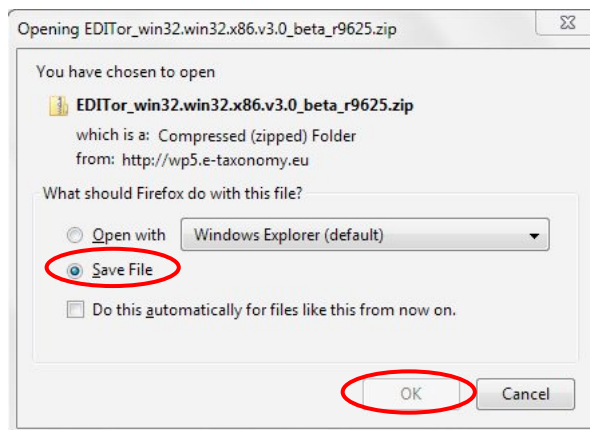 Opening EDITor_win32.win32.x86.v3.0_beta_r9625.zip
You have chosen to open
EDITor_win32.win32.x86.v3.0_beta_r9625.zip
which is a: Compressed (zipped) Folder
from: http://wp5.e-taxonomy.eu
What should Firefox do with this file?
Open with Windows Explorer (default)
Save File
Do this automatically for files like this from now on.
OK Cancel